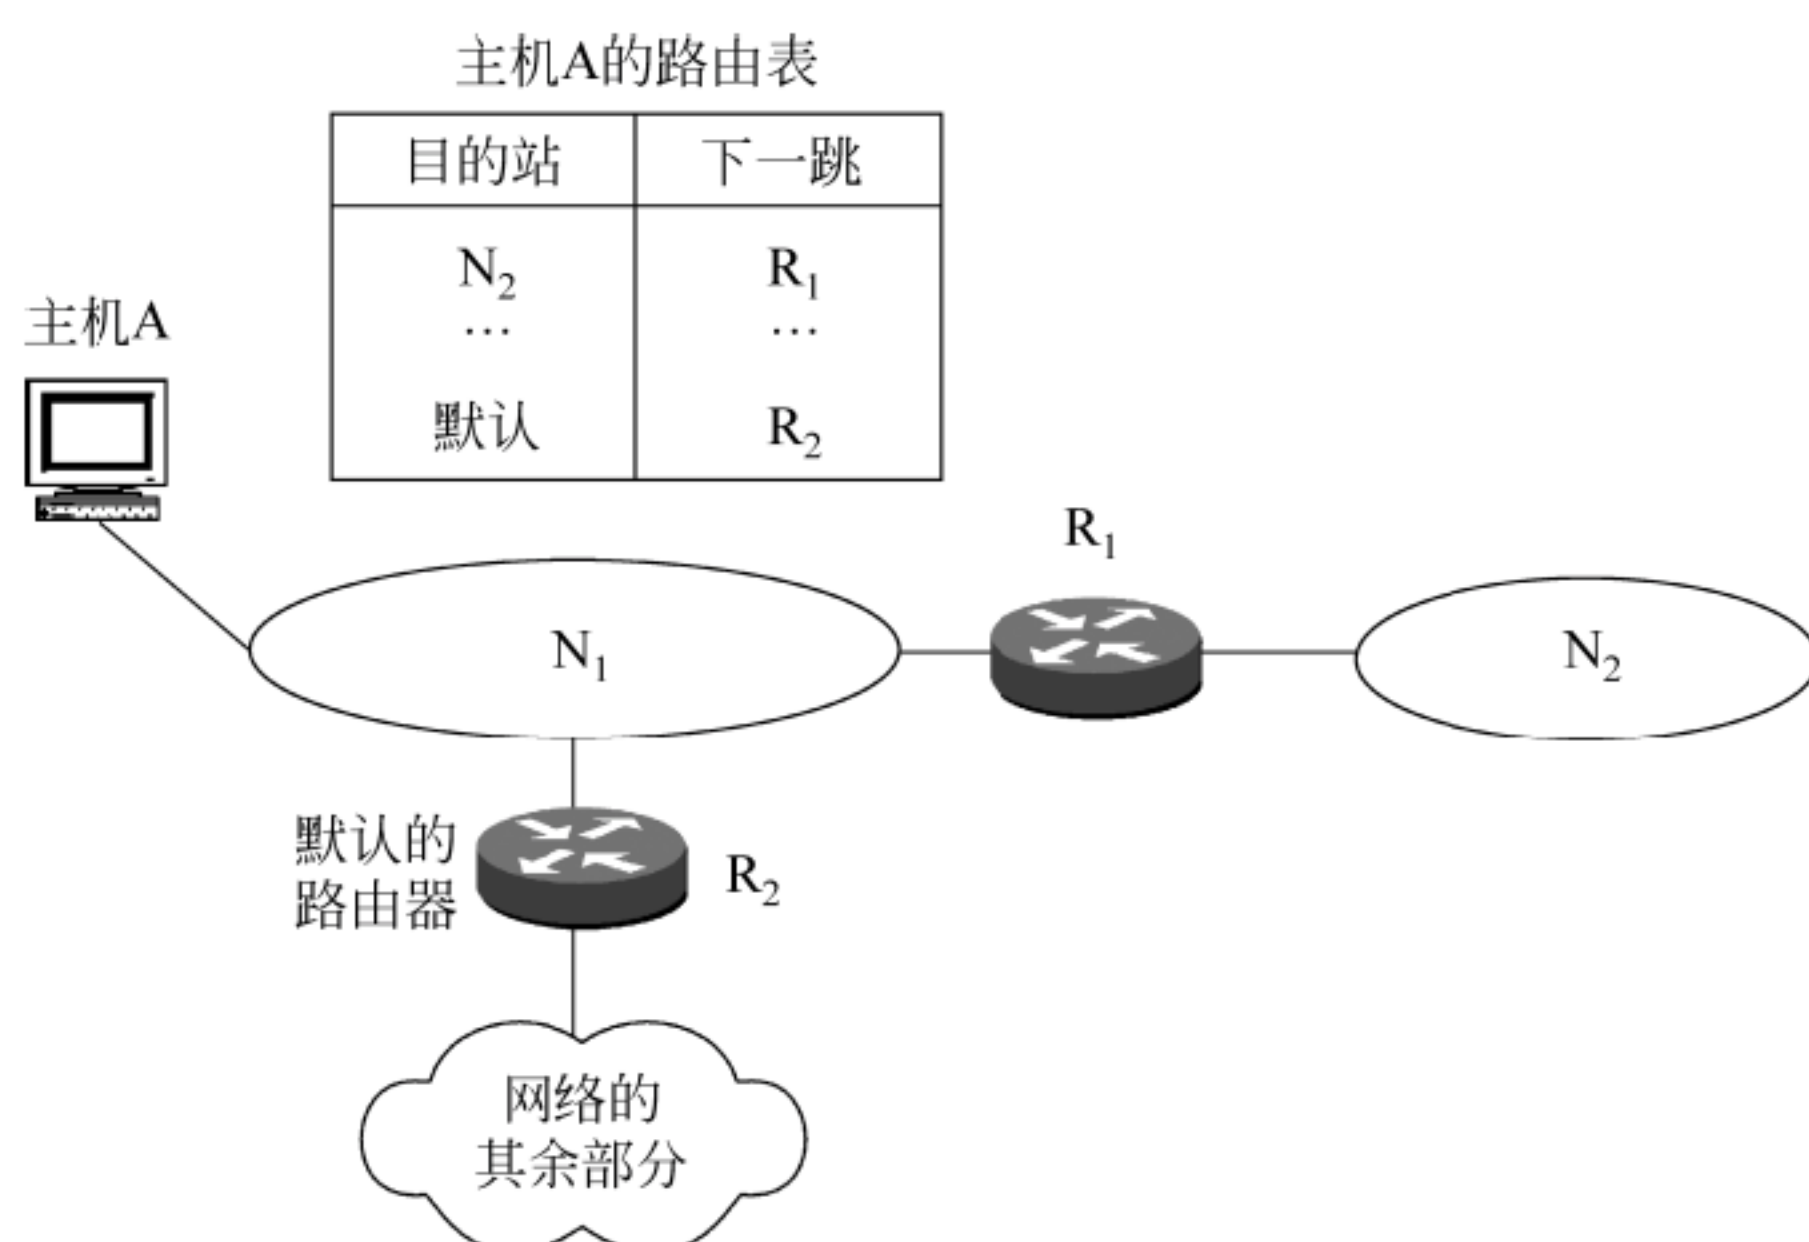 主机A的路由表
目的站 下一跳
N₂ R₁
… …
默认 R₂
主机A
R₁
N₁
N₂
默认的
路由器
R₂
网络的
其余部分